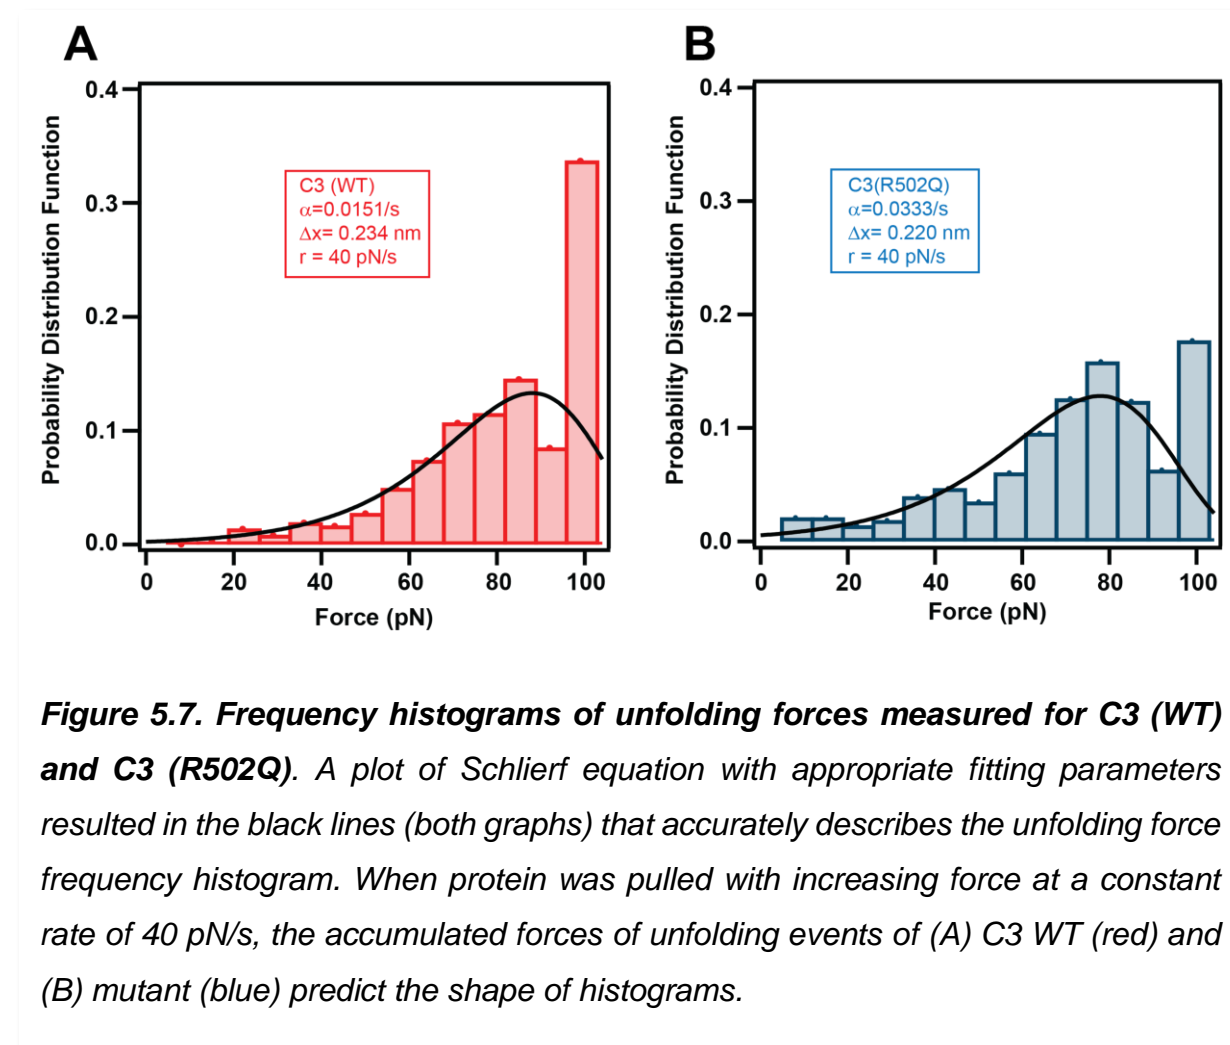 A
B
Probability Distribution Function
0.4
0.3
0.2
0.1
0.0
C3 (WT)
α=0.0151/s
Δx= 0.234 nm
r = 40 pN/s
0 20 40 60 80 100
Force (pN)
Probability Distribution Function
0.4
0.3
0.2
0.1
0.0
C3(R502Q)
α=0.0333/s
Δx= 0.220 nm
r = 40 pN/s
0 20 40 60 80 100
Force (pN)
Figure 5.7. Frequency histograms of unfolding forces measured for C3 (WT)
and C3 (R502Q). A plot of Schlierf equation with appropriate fitting parameters
resulted in the black lines (both graphs) that accurately describes the unfolding force
frequency histogram. When protein was pulled with increasing force at a constant
rate of 40 pN/s, the accumulated forces of unfolding events of (A) C3 WT (red) and
(B) mutant (blue) predict the shape of histograms.